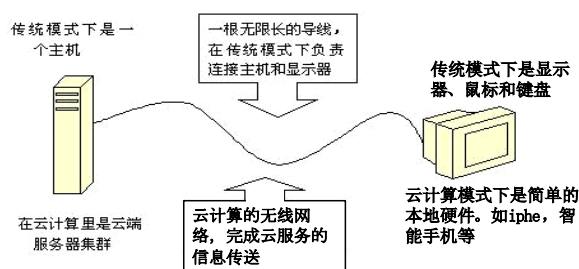 传统模式下是一
个主机
一根无限长的导线，
在传统模式下负责
连接主机和显示器
传统模式下是显示
器、鼠标和键盘
在云计算里是云端
服务器集群
云计算的无线网
络，完成云服务的
信息传送
云计算模式下是简单的
本地硬件。如iphe，智
能手机等